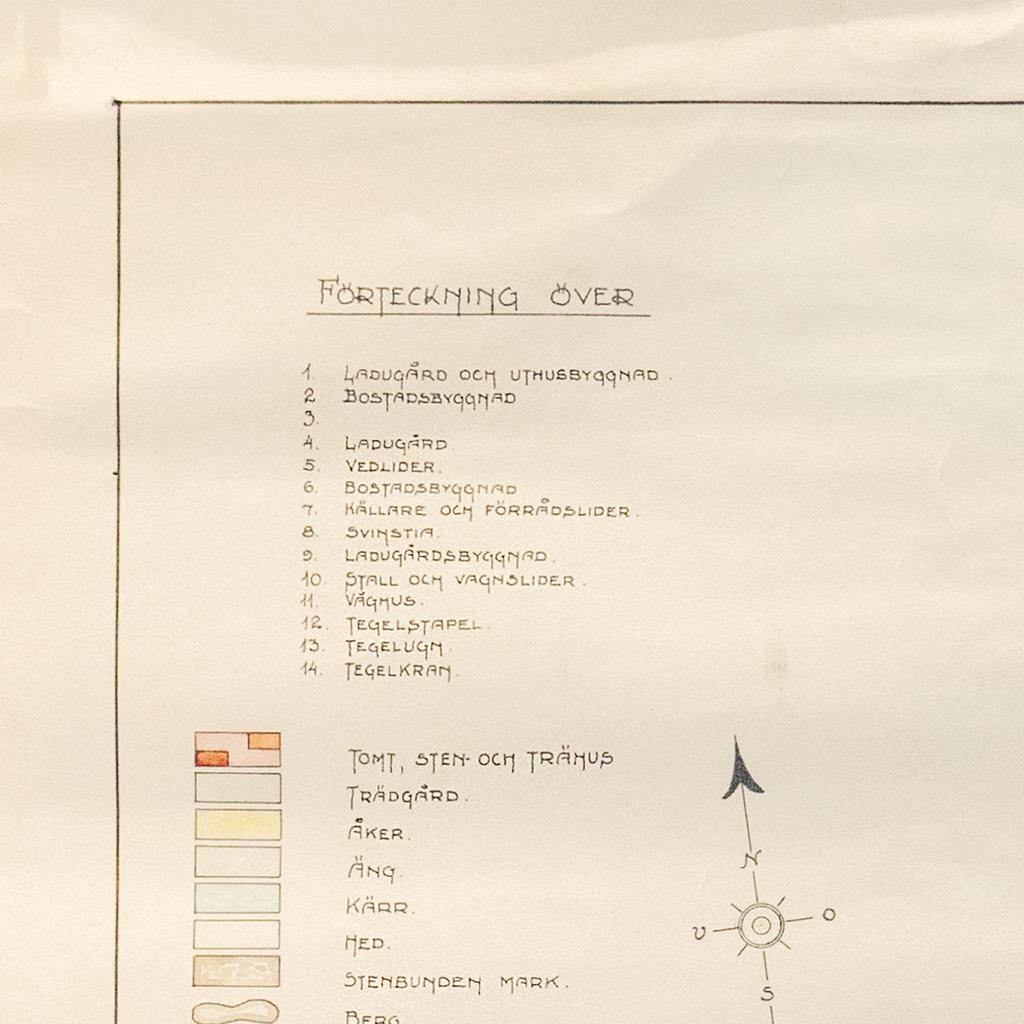 FÖRTECKNING ÖVER
1. LADUGÅRD OCH UTHUSBYGGNAD.
2 BOSTADSBYGGNAD
3.
4. LADUGÅRD
5. VEDLIDER.
6. BOSTADSBYGGNAD
7. KÄLLARE OCH FÖRRÅDSLIDER.
8. SVINSTIA.
9. LADUGÅRDSBYGGNAD.
10. STALL OCH VAGNSLIDER.
11. VÅGHUS.
12. TEGELSTAPEL.
13. TEGELUGN.
14. TEGELKRAN.
TOMT, STEN- OCH TRÄHUS
TRÄDGÅRD.
ÅKER.
ÄNG.
KÄRR.
HED.
STENBUNDEN MARK.
BERG
N
V O
S